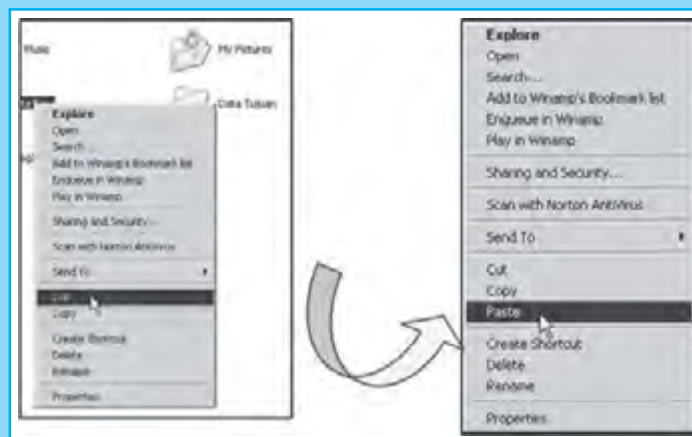 Music
My Pictures
Data Tujuan
Explore
Open
Search...
Add to Winamp's Bookmark list
Enqueue in Winamp
Play in Winamp
Sharing and Security...
Scan with Norton AntiVirus
Send To
Cut
Copy
Create Shortcut
Delete
Rename
Properties
Explore
Open
Search...
Add to Winamp's Bookmark list
Enqueue in Winamp
Play in Winamp
Sharing and Security...
Scan with Norton AntiVirus
Send To
Cut
Copy
Paste
Create Shortcut
Delete
Rename
Properties